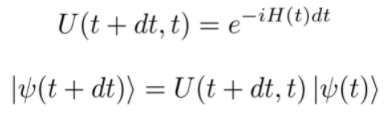 U(t + dt, t) = e^{-iH(t)dt}
|ψ(t + dt)⟩ = U(t + dt, t) |ψ(t)⟩